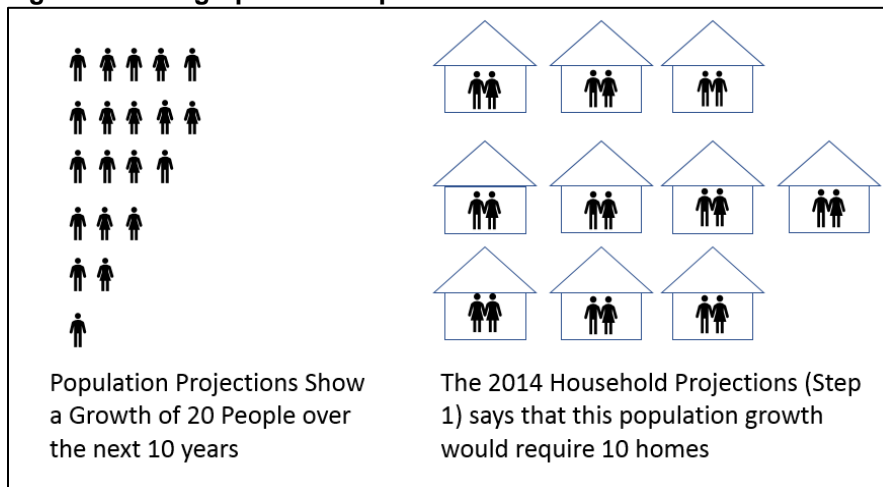 Population Projections Show
a Growth of 20 People over
the next 10 years
The 2014 Household Projections (Step
1) says that this population growth
would require 10 homes